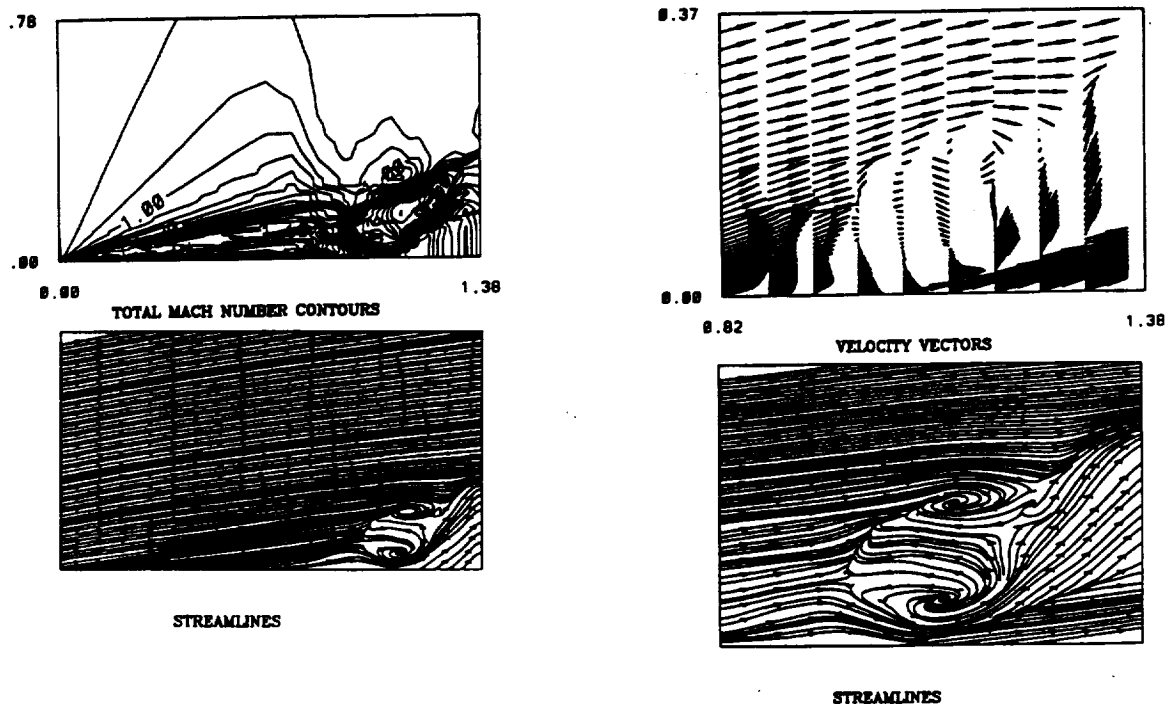 .78
1.00
.00
0.00
1.38
TOTAL MACH NUMBER CONTOURS
STREAMLINES
0.37
0.00
0.82
1.38
VELOCITY VECTORS
STREAMLINES